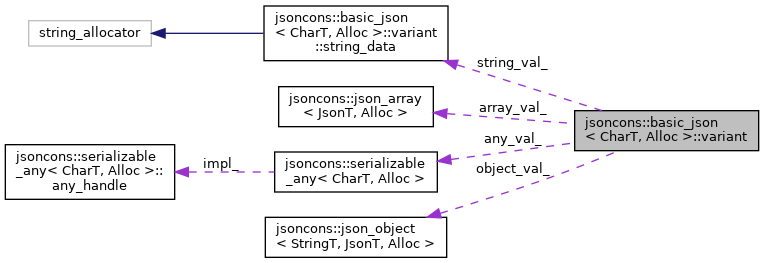 string_allocator
jsoncons::basic_json
< CharT, Alloc >::variant
::string_data
string_val_
jsoncons::json_array
< JsonT, Alloc >
array_val_
jsoncons::basic_json
< CharT, Alloc >::variant
any_val_
jsoncons::serializable
_any< CharT, Alloc >::
any_handle
impl_
jsoncons::serializable
_any< CharT, Alloc >
object_val_
jsoncons::json_object
< StringT, JsonT, Alloc >